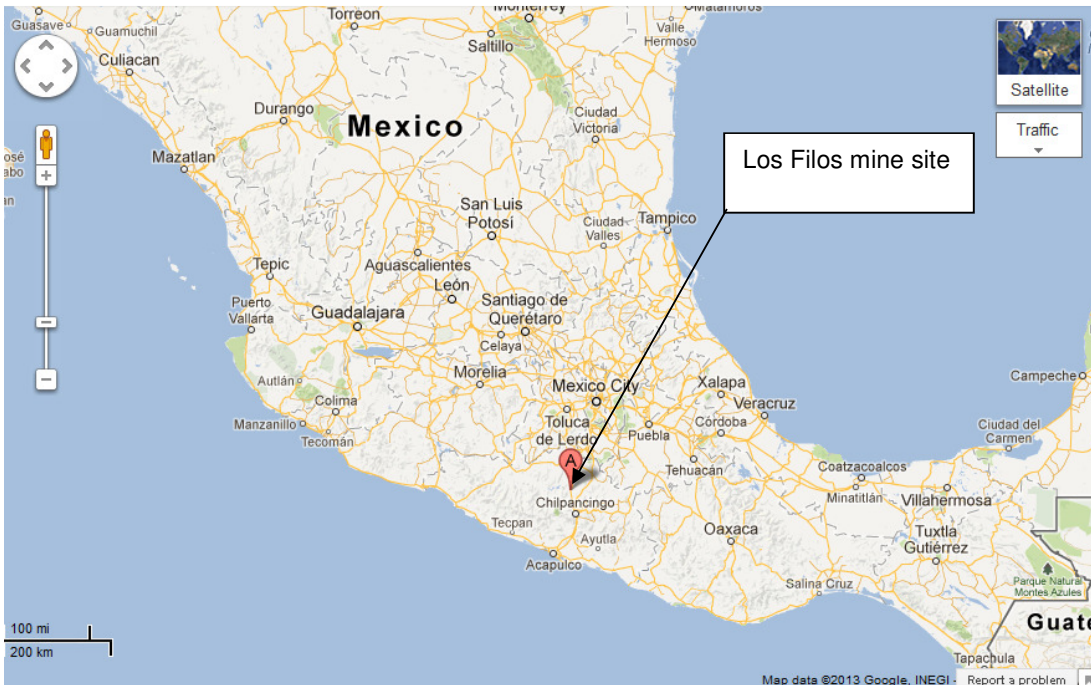 Torreon
Monterrey
Matamoros
Guasave
Guamuchil
Saltillo
Valle
Hermoso
Culiacan
Satellite
Durango
Mexico
Ciudad
Victoria
Traffic
Mazatlan
Los Filos mine site
San Luis
Potosí
Ciudad
Valles
Tampico
Tepic
Aguascalientes
León
Puerto
Vallarta
Guadalajara
Santiago de
Querétaro
Celaya
Morelia
Mexico City
Xalapa
Campeche
Autlán
Colima
Veracruz
Manzanillo
Tecomán
Toluca
de Lerdo
Puebla
Córdoba
Ciudad del
Carmen
A
Tehuacán
Coatzacoalcos
Minatitlán
Villahermosa
Chilpancingo
Tecpan
Ayutla
Oaxaca
Tuxtla
Gutiérrez
Acapulco
Salina Cruz
Parque Natural
Montes Azules
100 mi
200 km
Guate
Tapachula
Map data ©2013 Google, INEGI -
Report a problem